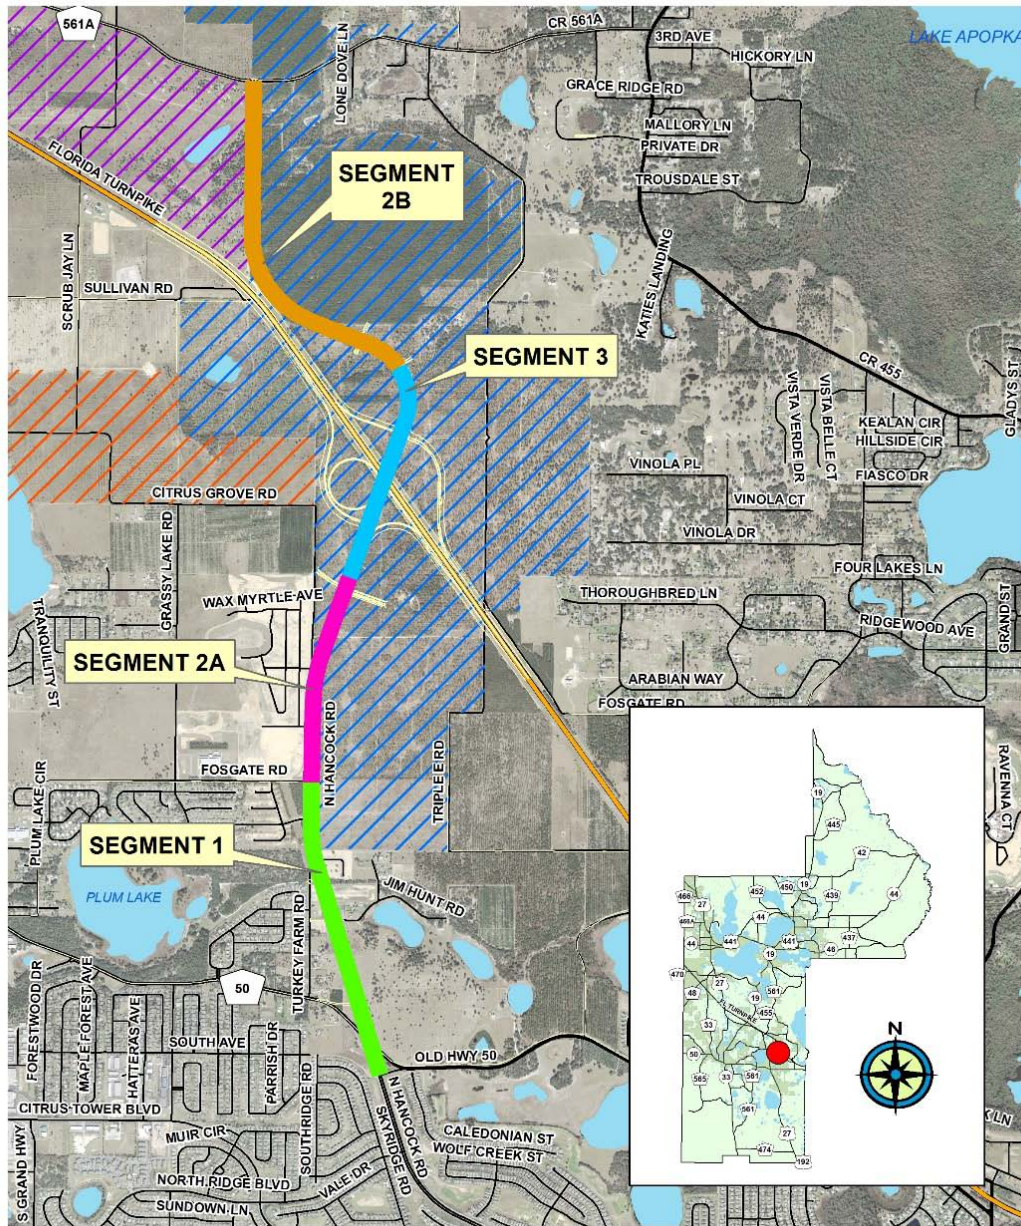 561A
CR 561A
3RD AVE
HICKORY LN
LAKE APOPKA
LONE DOVE LN
GRACE RIDGE RD
MALLORY LN
PRIVATE DR
TROUSDALE ST
FLORIDA TURNPIKE
SEGMENT
2B
SCRUB JAY LN
SULLIVAN RD
KATIES LANDING
SEGMENT 3
CR 455
GLADYS ST
VISTA VERDE DR
VISTA BELLE CT
KEALAN CIR
HILLSIDE CIR
FIASCO DR
VINOLA PL
VINOLA CT
VINOLA DR
CITRUS GROVE RD
GRASSY LAKE RD
FOUR LAKES LN
WAX MYRTLE AVE
THOROUGHBRED LN
RIDGEWOOD AVE
GRAND ST
TRANQUILITY ST
SEGMENT 2A
ARABIAN WAY
FOSGATE RD
N HANCOCK RD
FOSGATE RD
TRIPLE E RD
PLUM LAKE CIR
RAVENNA CT
SEGMENT 1
PLUM LAKE
JIM HUNT RD
TURKEY FARM RD
50
FORESTWOOD DR
MAPLE FOREST AVE
HATTERAS AVE
SOUTH AVE
PARRISH DR
OLD HWY 50
SOUTHRIDGE RD
N HANCOCK RD
SKYRIDGE RD
CITRUS TOWER BLVD
MUIR CIR
CALEDONIAN ST
WOLF CREEK ST
S GRAND HWY
NORTH RIDGE BLVD
VALE DR
SUNDOWN LN
19
445
42
466
27
452
450
19
439
44
466A
44
44
441
441
437
46
19
470
48
27
19
561
455
TURNPIKE
33
50
565
33
561
561
27
474
192
N
LN